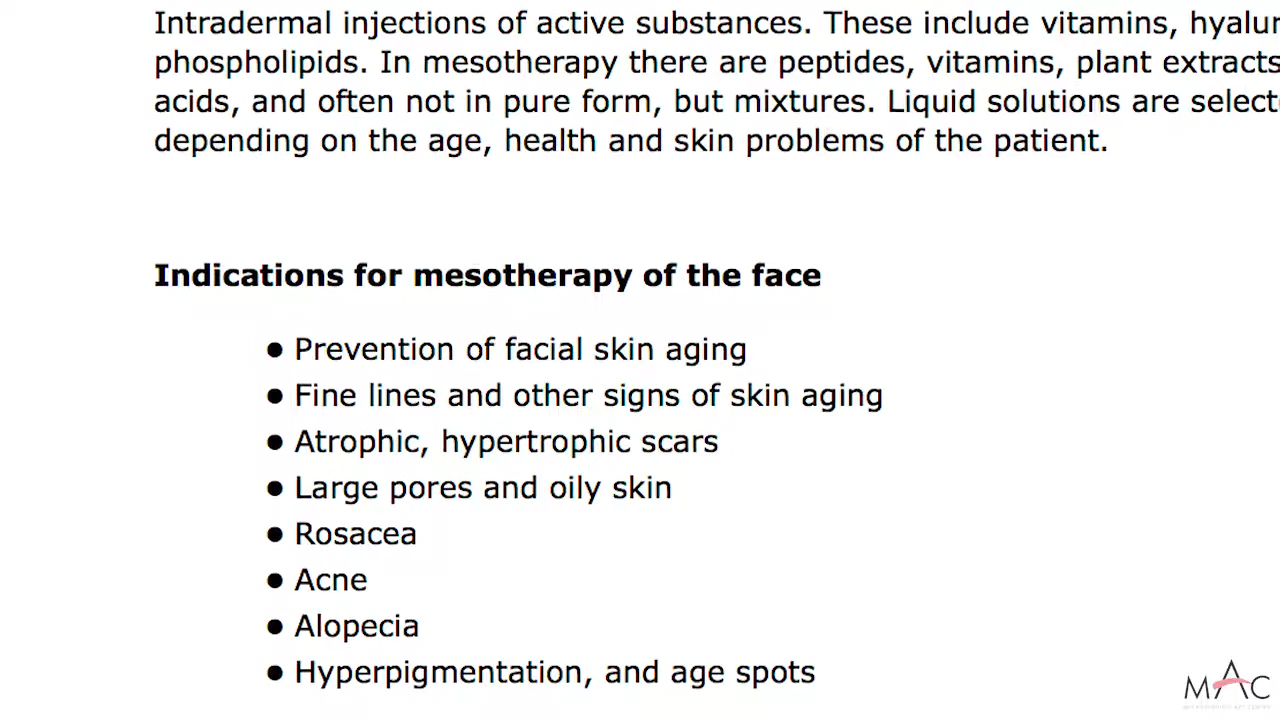 Intradermal injections of active substances. These include vitamins,
phospholipids. In mesotherapy there are peptides, vitamins, plant extracts
acids, and often not in pure form, but mixtures. Liquid solutions are
depending on the age, health and skin problems of the patient.
Indications for mesotherapy of the face
● Prevention of facial skin aging
● Fine lines and other signs of skin aging
● Atrophic, hypertrophic scars
● Large pores and oily skin
● Rosacea
● Acne
● Alopecia
● Hyperpigmentation, and age spots
MAC